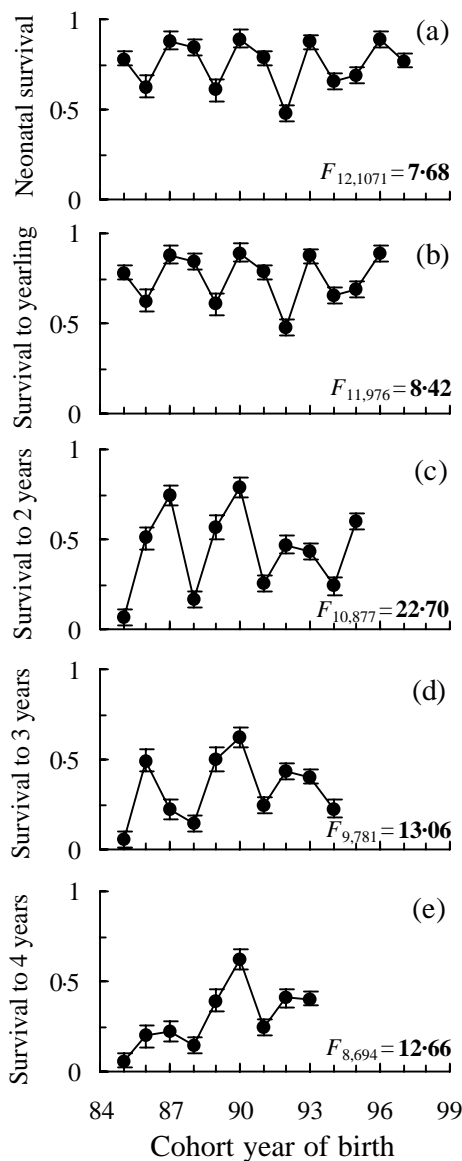 1
0·5
0
Neonatal survival
(a)
F12,1071 = 7·68
1
0·5
0
Survival to yearling
(b)
F11,976 = 8·42
1
0·5
0
Survival to 2 years
(c)
F10,877 = 22·70
1
0·5
0
Survival to 3 years
(d)
F9,781 = 13·06
1
0·5
0
Survival to 4 years
(e)
F8,694 = 12·66
84 87 90 93 96 99
Cohort year of birth